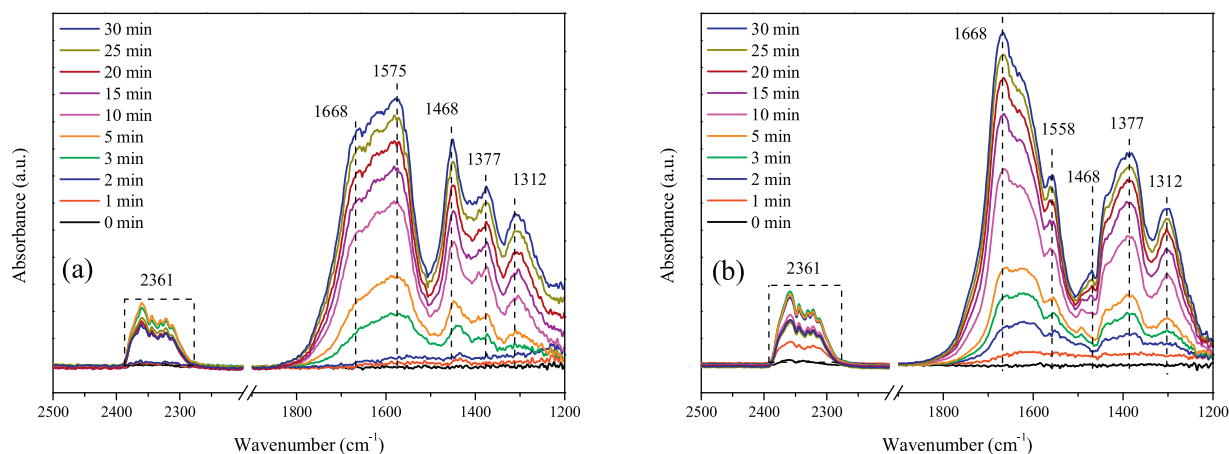 30 min
25 min
20 min
15 min
10 min
5 min
3 min
2 min
1 min
0 min
1668
1575
1468
1377
1312
2361
(a)
Absorbance (a.u.)
2500 2400 2300 1800 1600 1400 1200
Wavenumber (cm⁻¹)
30 min
25 min
20 min
15 min
10 min
5 min
3 min
2 min
1 min
0 min
1668
1558
1468
1377
1312
2361
(b)
Absorbance (a.u.)
2500 2400 2300 1800 1600 1400 1200
Wavenumber (cm⁻¹)